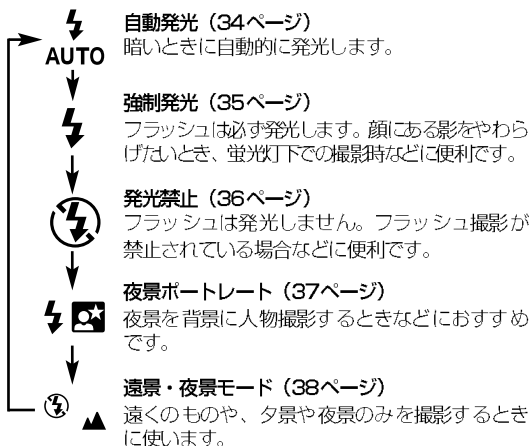 自動発光（34ページ）
AUTO
暗いときに自動的に発光します。
強制発光（35ページ）
フラッシュは必ず発光します。顔にある影をやわら
げたいとき、蛍光灯下での撮影時などに便利です。
発光禁止（36ページ）
フラッシュは発光しません。フラッシュ撮影が
禁止されている場合などに便利です。
夜景ポートレート（37ページ）
夜景を背景に人物撮影するときなどにおすすめ
です。
遠景・夜景モード（38ページ）
遠くのものや、夕景や夜景のみを撮影するとき
に使います。